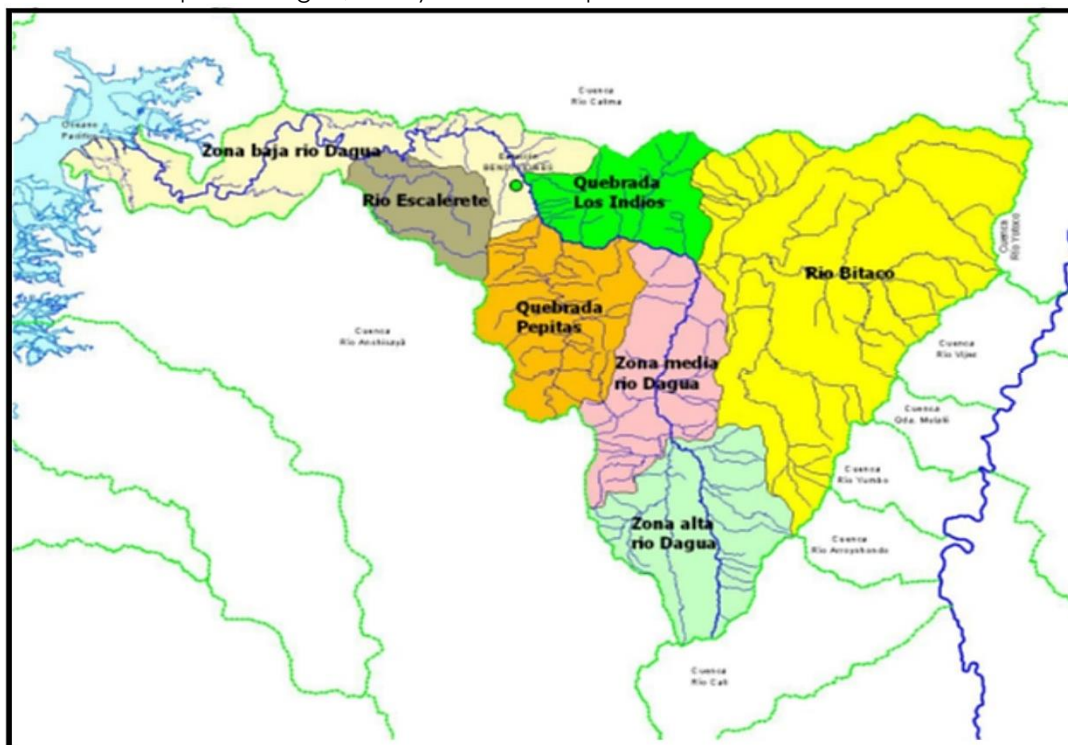 Cuenca
Río Calima
Océano
Pacífico
Zona baja río Dagua
Estación
Río Escalerete
Quebrada
Los Indios
Cuenca
Río Yotoco
Río Bitaco
Quebrada
Pepitas
Cuenca
Río Anchicayá
Cuenca
Río Vijes
Zona media
río Dagua
Cuenca
Qda. Mulaló
Cuenca
Río Yumbo
Zona alta
río Dagua
Cuenca
Río Arroyohondo
Cuenca
Río Cali